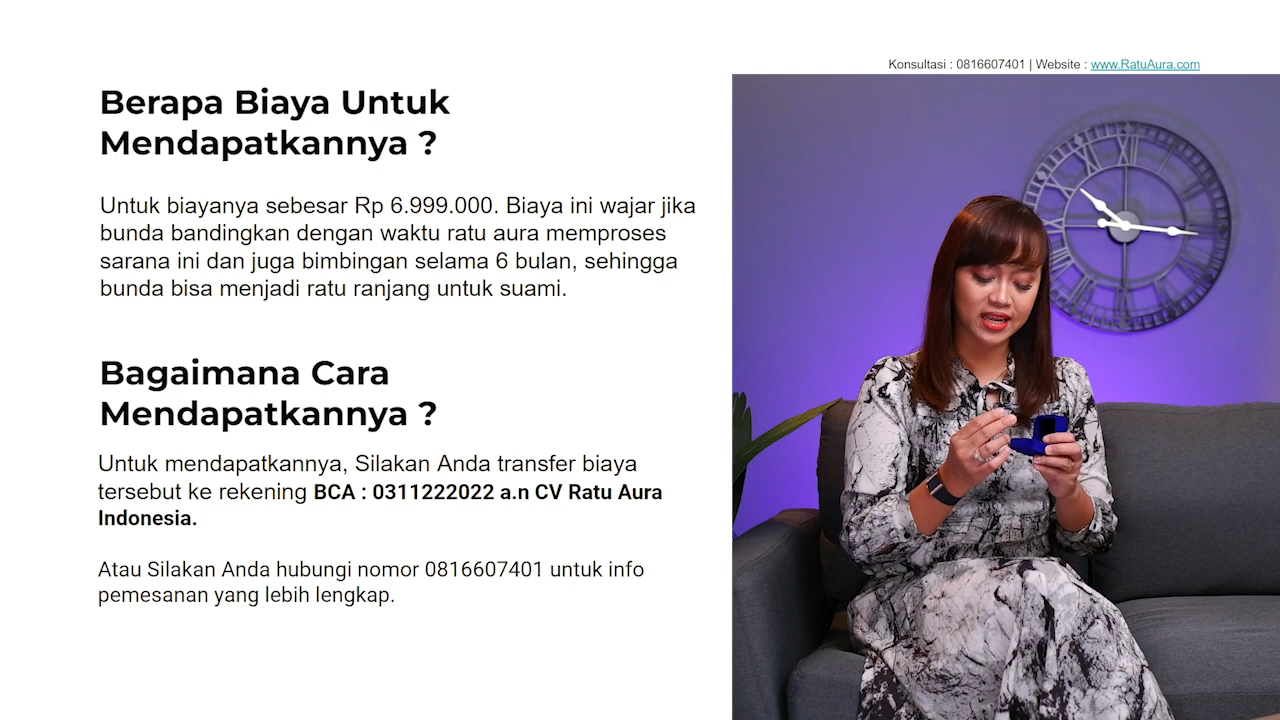 Konsultasi : 0816607401 | Website : www.RatuAura.com
Berapa Biaya Untuk
Mendapatkannya ?
Untuk biayanya sebesar Rp 6.999.000. Biaya ini wajar jika
bunda bandingkan dengan waktu ratu aura memproses
sarana ini dan juga bimbingan selama 6 bulan, sehingga
bunda bisa menjadi ratu ranjang untuk suami.
Bagaimana Cara
Mendapatkannya ?
Untuk mendapatkannya, Silakan Anda transfer biaya
tersebut ke rekening BCA : 0311222022 a.n CV Ratu Aura
Indonesia.
Atau Silakan Anda hubungi nomor 0816607401 untuk info
pemesanan yang lebih lengkap.